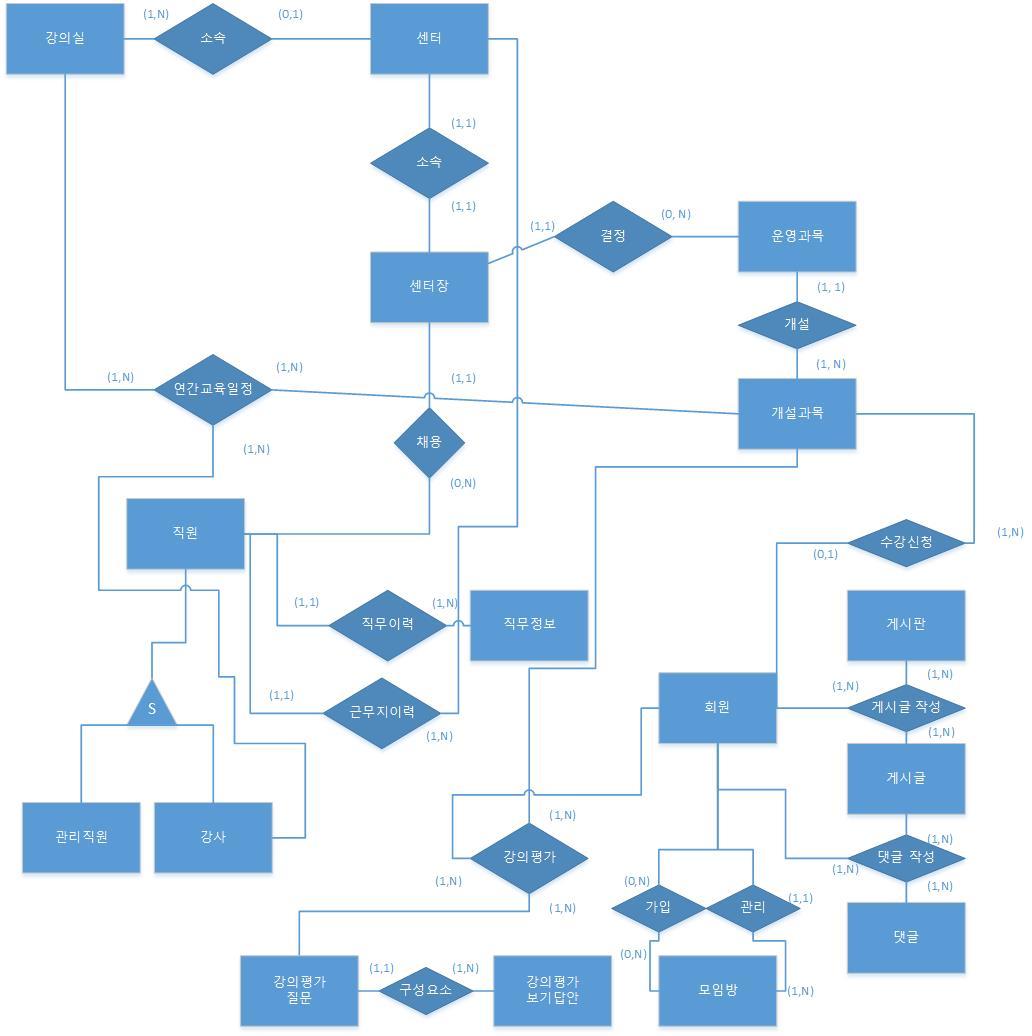 강의실
(1,N)
소속
(0,1)
센터
(1,1)
소속
(1,1)
센터장
(1,1)
결정
(0, N)
운영과목
(1, 1)
개설
(1, N)
개설과목
(1,N)
연간교육일정
(1,N)
(1,N)
(1,1)
채용
(0,N)
직원
(0,1)
수강신청
(1,N)
(1,1)
직무이력
(1,N)
직무정보
(1,1)
근무지이력
(1,N)
S
관리직원
강사
회원
게시판
(1,N)
(1,N)
게시글 작성
(1,N)
게시글
(1,N)
댓글 작성
(1,N)
(1,N)
댓글
(1,N)
강의평가
(1,N)
(1,N)
(0,N)
가입
관리
(1,1)
(0,N)
모임방
(1,N)
강의평가
질문
(1,1)
구성요소
(1,N)
강의평가
보기답안